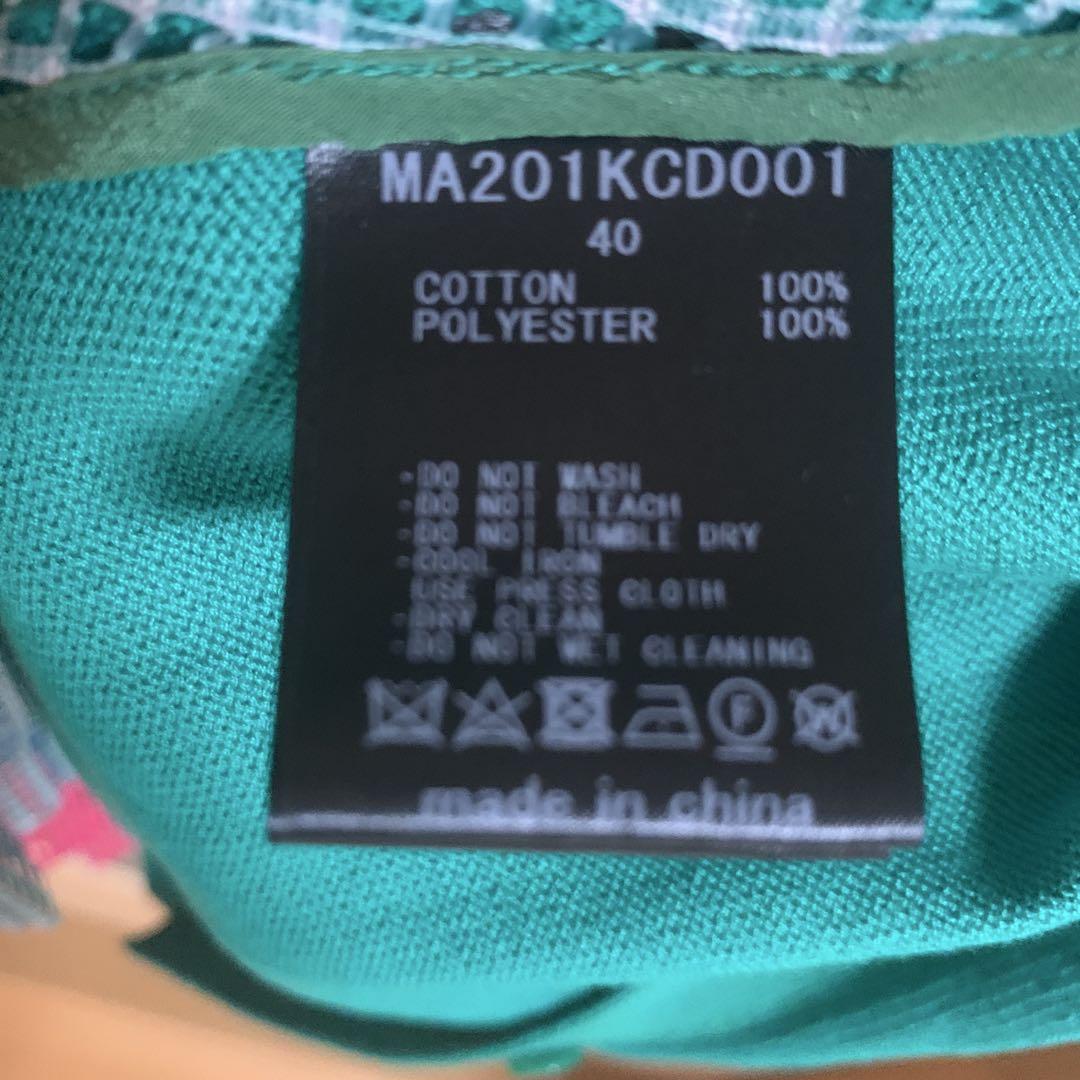 MA201KCD001
40
COTTON 100%
POLYESTER 100%
-DO NOT WASH
-DO NOT BLEACH
-DO NOT TUMBLE DRY
-COOL IRON
USE PRESS CLOTH
-DRY CLEAN
-DO NOT WET CLEANING
F W
made in china